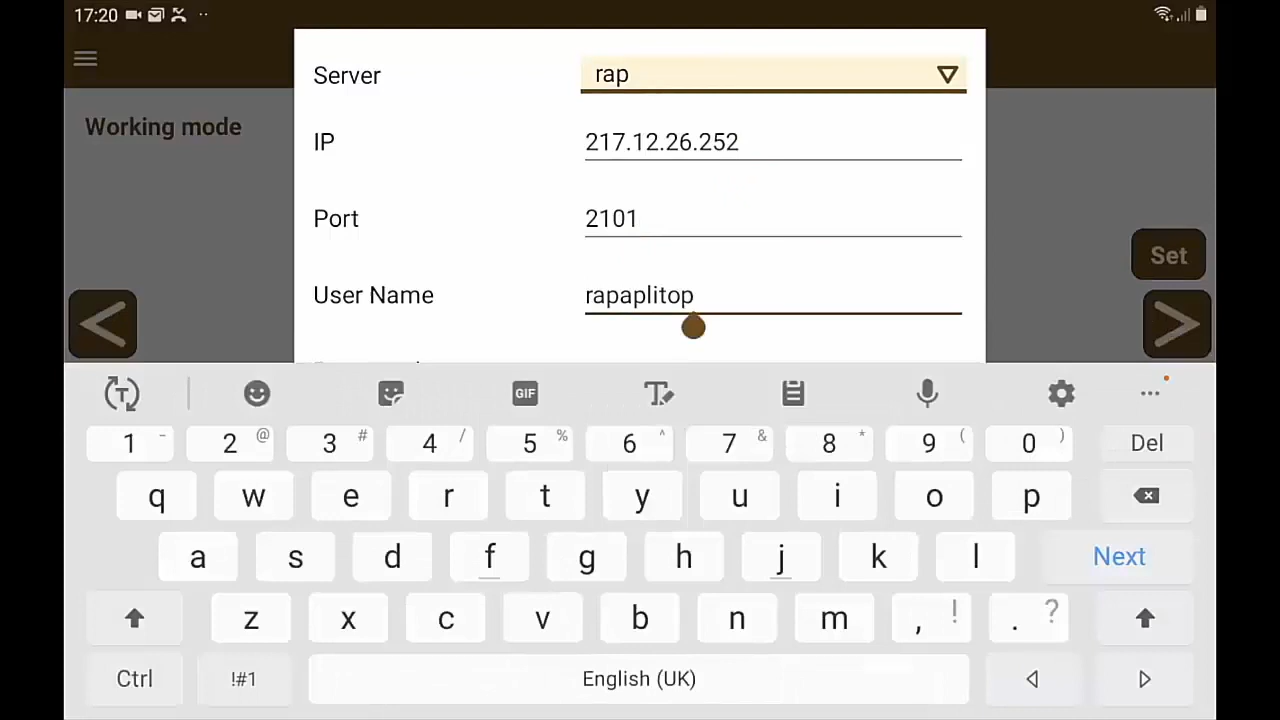 17:20
Server rap
Working mode
IP 217.12.26.252
Port 2101
Set
User Name rapaplitop
< >
GIF
1 - 2 @ 3 # 4 / 5 % 6 ^ 7 & 8 * 9 ( 0 ) Del
q w e r t y u i o p
a s d f g h j k l Next
z x c v b n m , ! . ?
Ctrl !#1 English (UK)